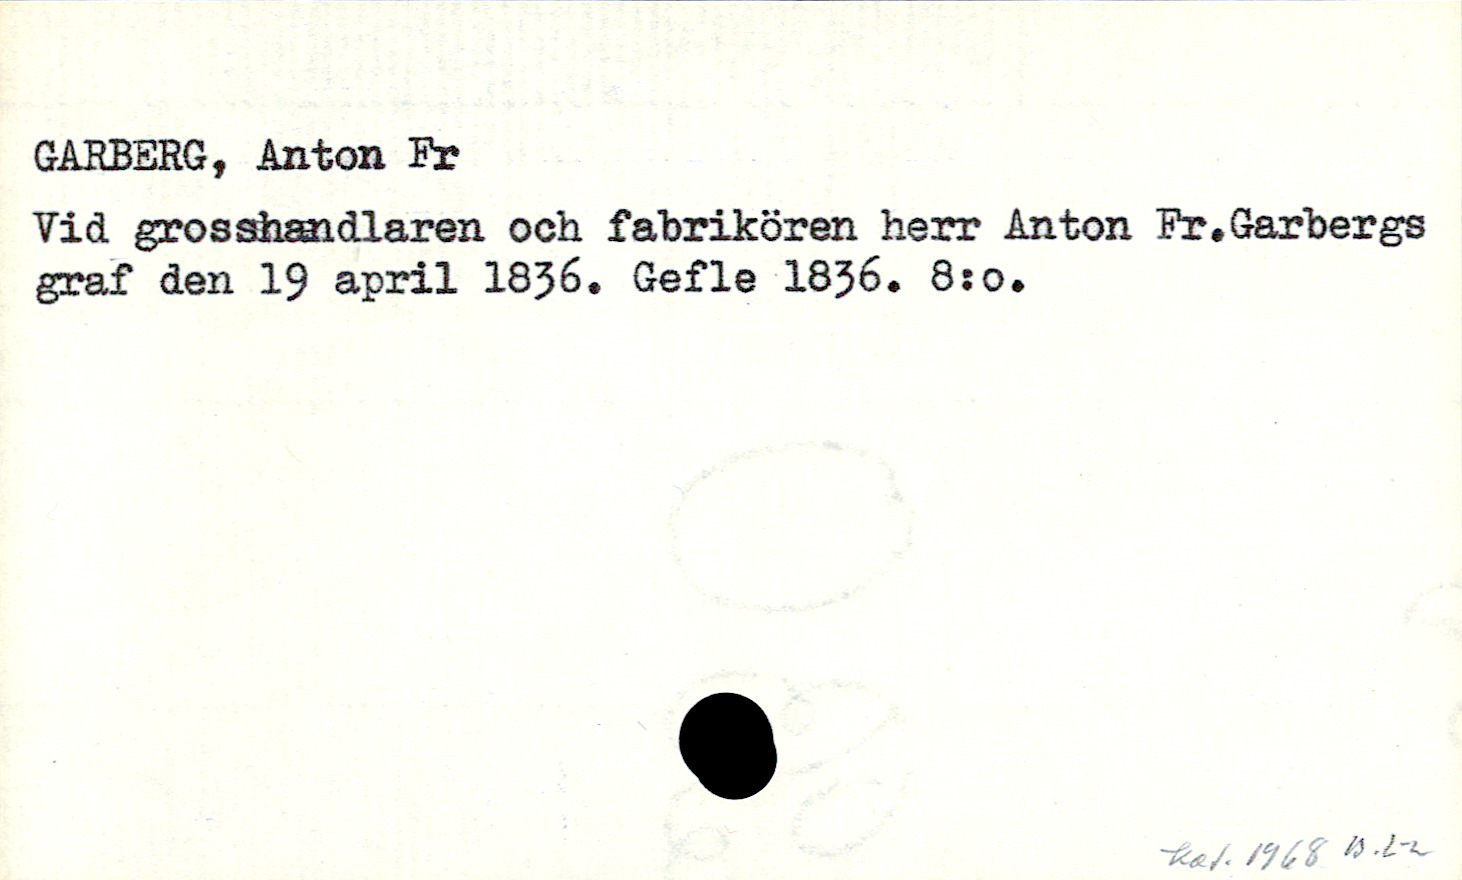 GARBERG, Anton Fr
Vid grosshandlaren och fabrikören herr Anton Fr.Garbergs
graf den 19 april 1836. Gefle 1836. 8:o.
kat. 1968